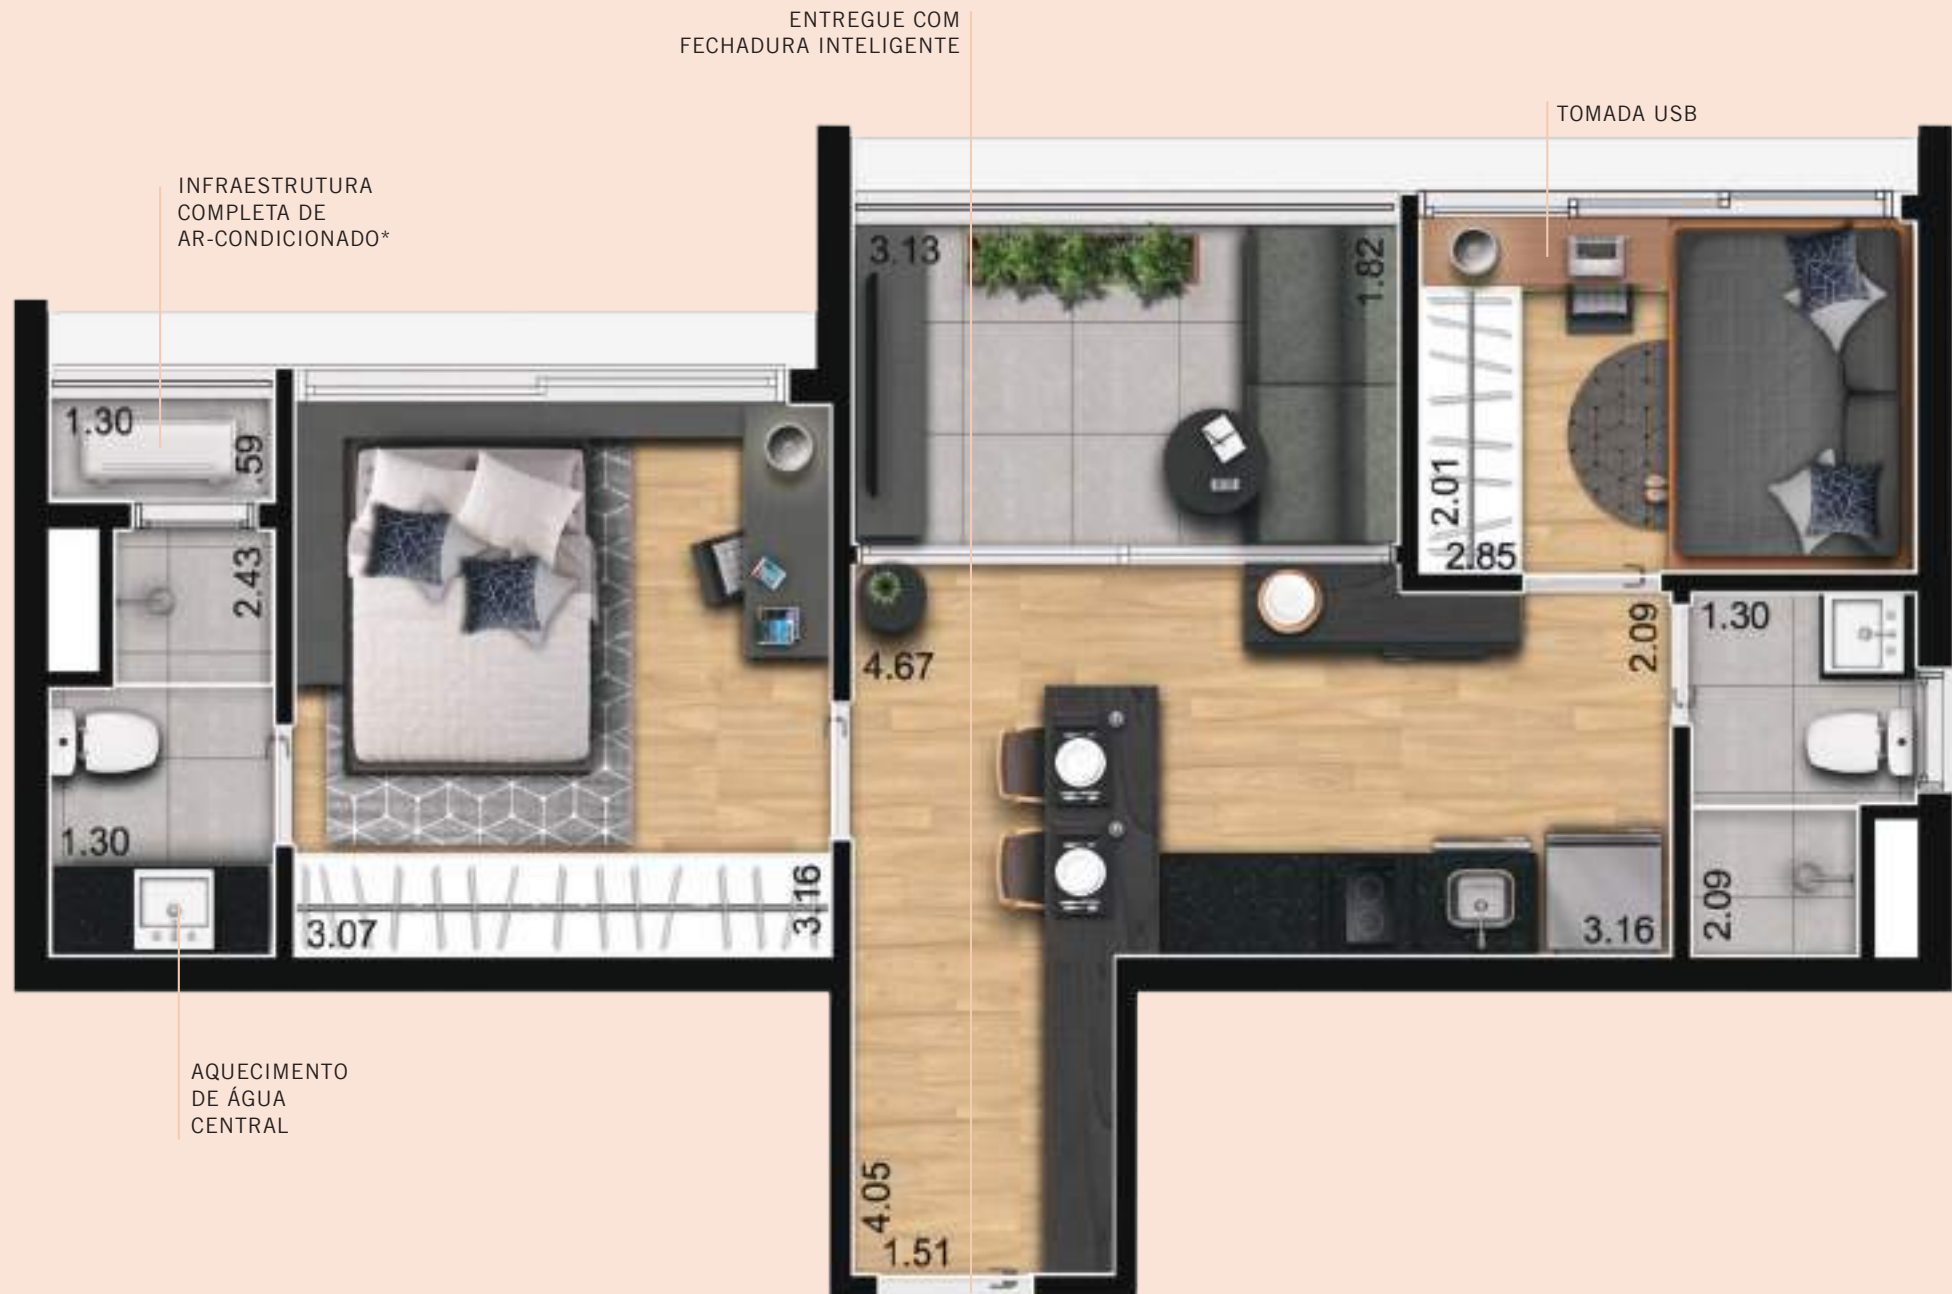 ENTREGUE COM
FECHADURA INTELIGENTE
TOMADA USB
INFRAESTRUTURA
COMPLETA DE
AR-CONDICIONADO*
3.13
1.82
1.30
.59
2.01
2.85
2.43
1.30
2.09
4.67
1.30
3.07
3.16
3.16
2.09
AQUECIMENTO
DE ÁGUA
CENTRAL
4.05
1.51